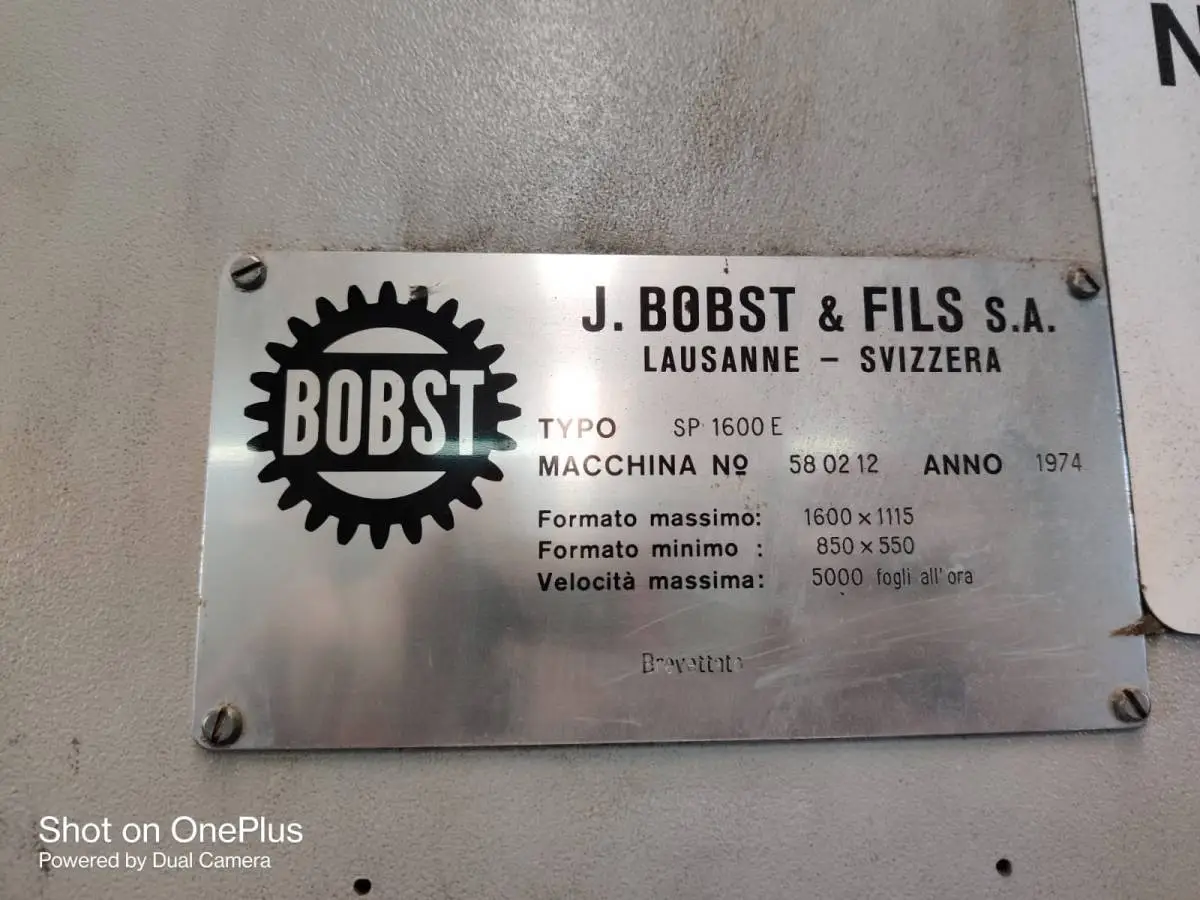 N
BOBST
J. BOBST & FILS S.A.
LAUSANNE – SVIZZERA
TYPO SP 1600 E
MACCHINA Nº 58 02 12 ANNO 1974
Formato massimo: 1600 x 1115
Formato minimo : 850 x 550
Velocità massima: 5000 fogli all'ora
Brevettata
Shot on OnePlus
Powered by Dual Camera